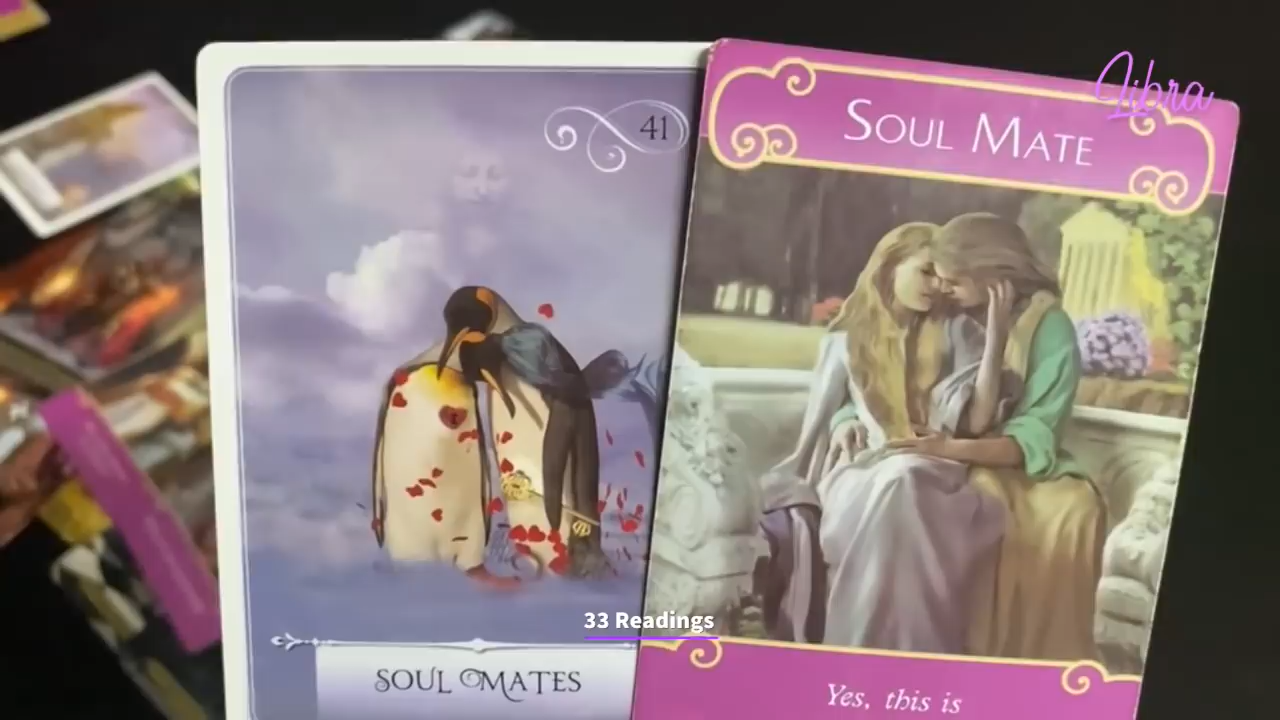 Libra
41
SOUL MATE
33 Readings
SOUL MATES
Yes, this is